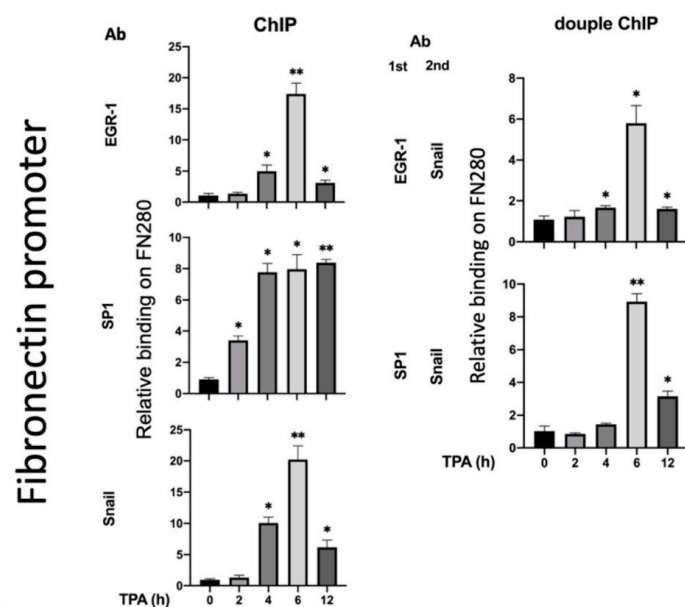 Fibronectin promoter
Ab
ChIP
EGR-1
Relative binding on FN280
25
20
15
10
5
0
*
**
*
SP1
10
8
6
4
2
0
*
*
*
**
Snail
25
20
15
10
5
0
*
**
*
TPA (h)
0 2 4 6 12
douple ChIP
Ab
1st 2nd
EGR-1 Snail
Relative binding on FN280
8
6
4
2
0
*
*
*
SP1 Snail
10
8
6
4
2
0
**
*
TPA (h)
0 2 4 6 12